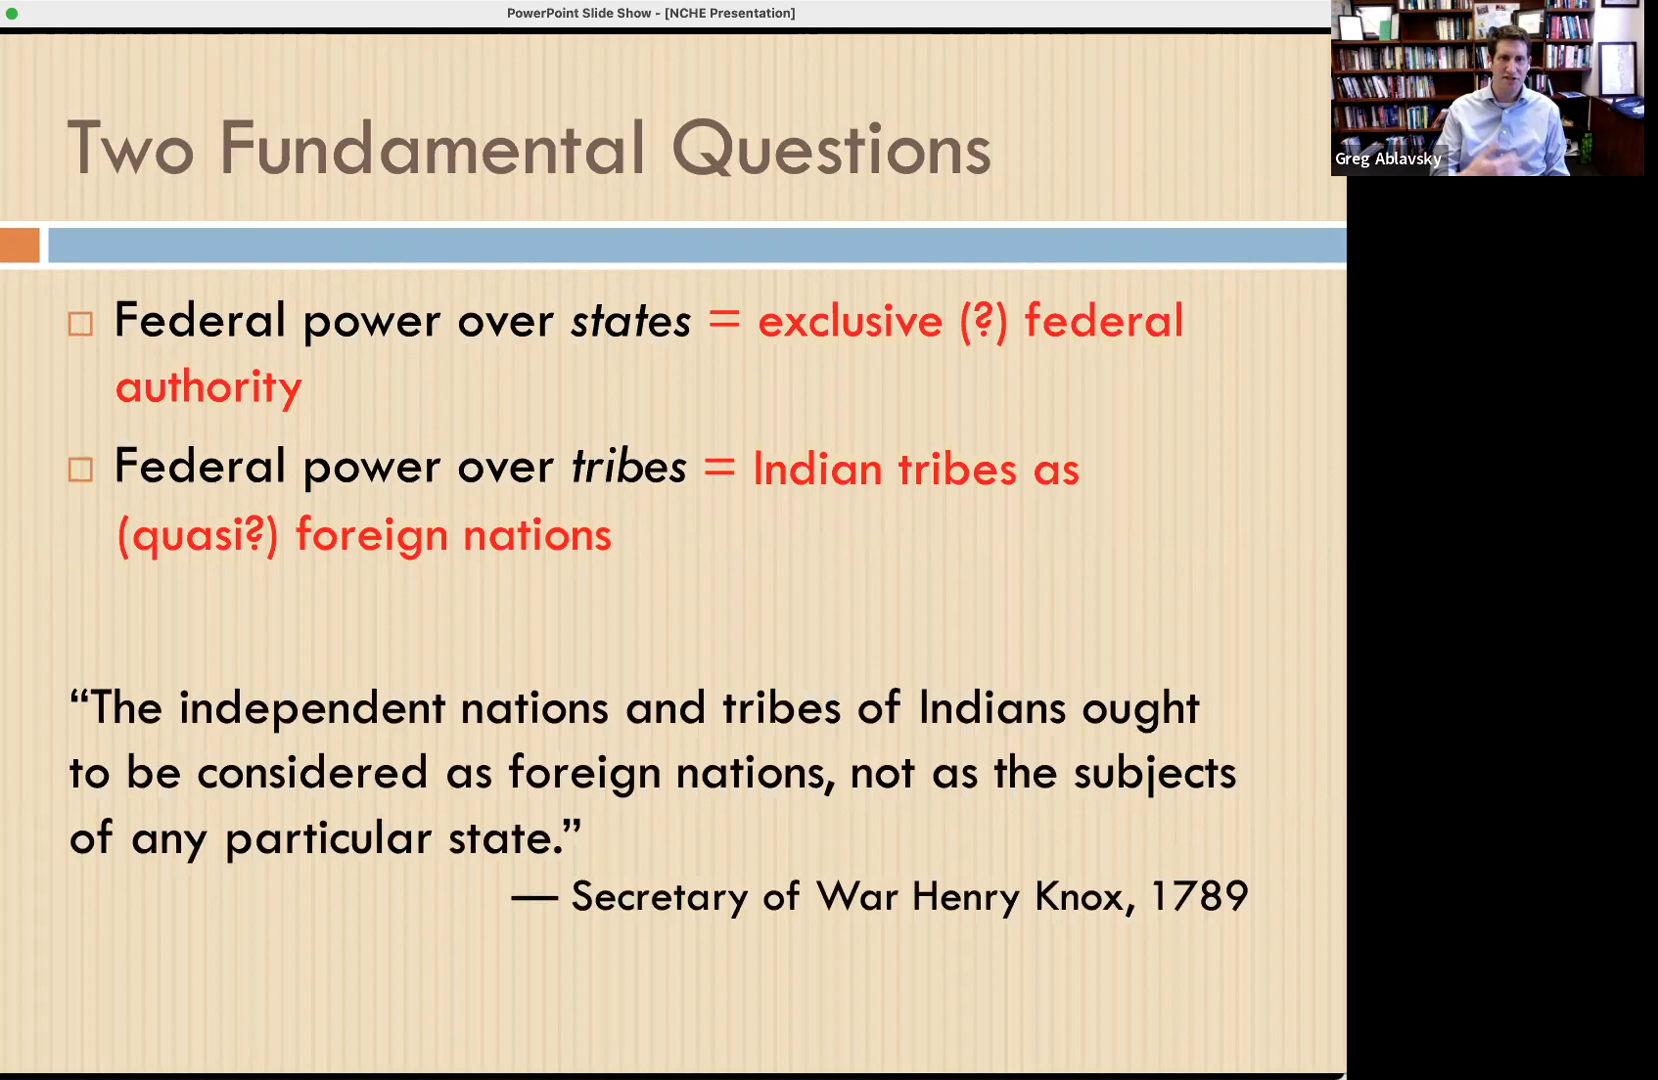 PowerPoint Slide Show - [NCHE Presentation]
Greg Ablavsky
Two Fundamental Questions
Federal power over states = exclusive (?) federal
authority
Federal power over tribes = Indian tribes as
(quasi?) foreign nations
“The independent nations and tribes of Indians ought
to be considered as foreign nations, not as the subjects
of any particular state.”
— Secretary of War Henry Knox, 1789